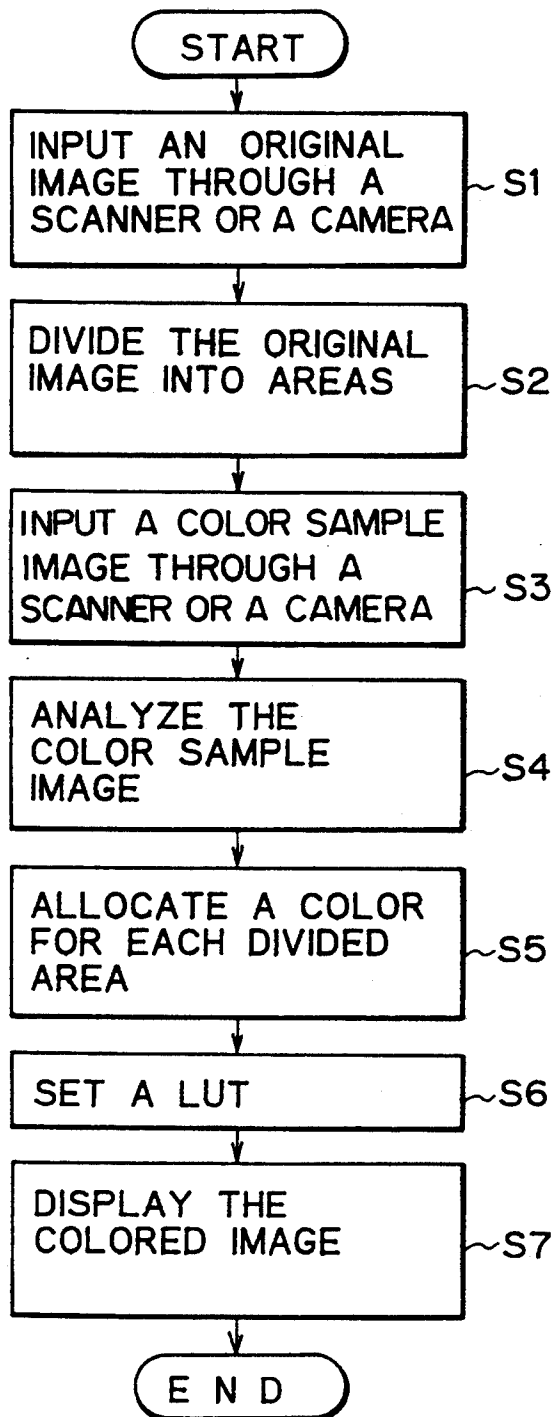 START
INPUT AN ORIGINAL
IMAGE THROUGH A
SCANNER OR A CAMERA
S1
DIVIDE THE ORIGINAL
IMAGE INTO AREAS
S2
INPUT A COLOR SAMPLE
IMAGE THROUGH A
SCANNER OR A CAMERA
S3
ANALYZE THE
COLOR SAMPLE
IMAGE
S4
ALLOCATE A COLOR
FOR EACH DIVIDED
AREA
S5
SET A LUT
S6
DISPLAY THE
COLORED IMAGE
S7
END